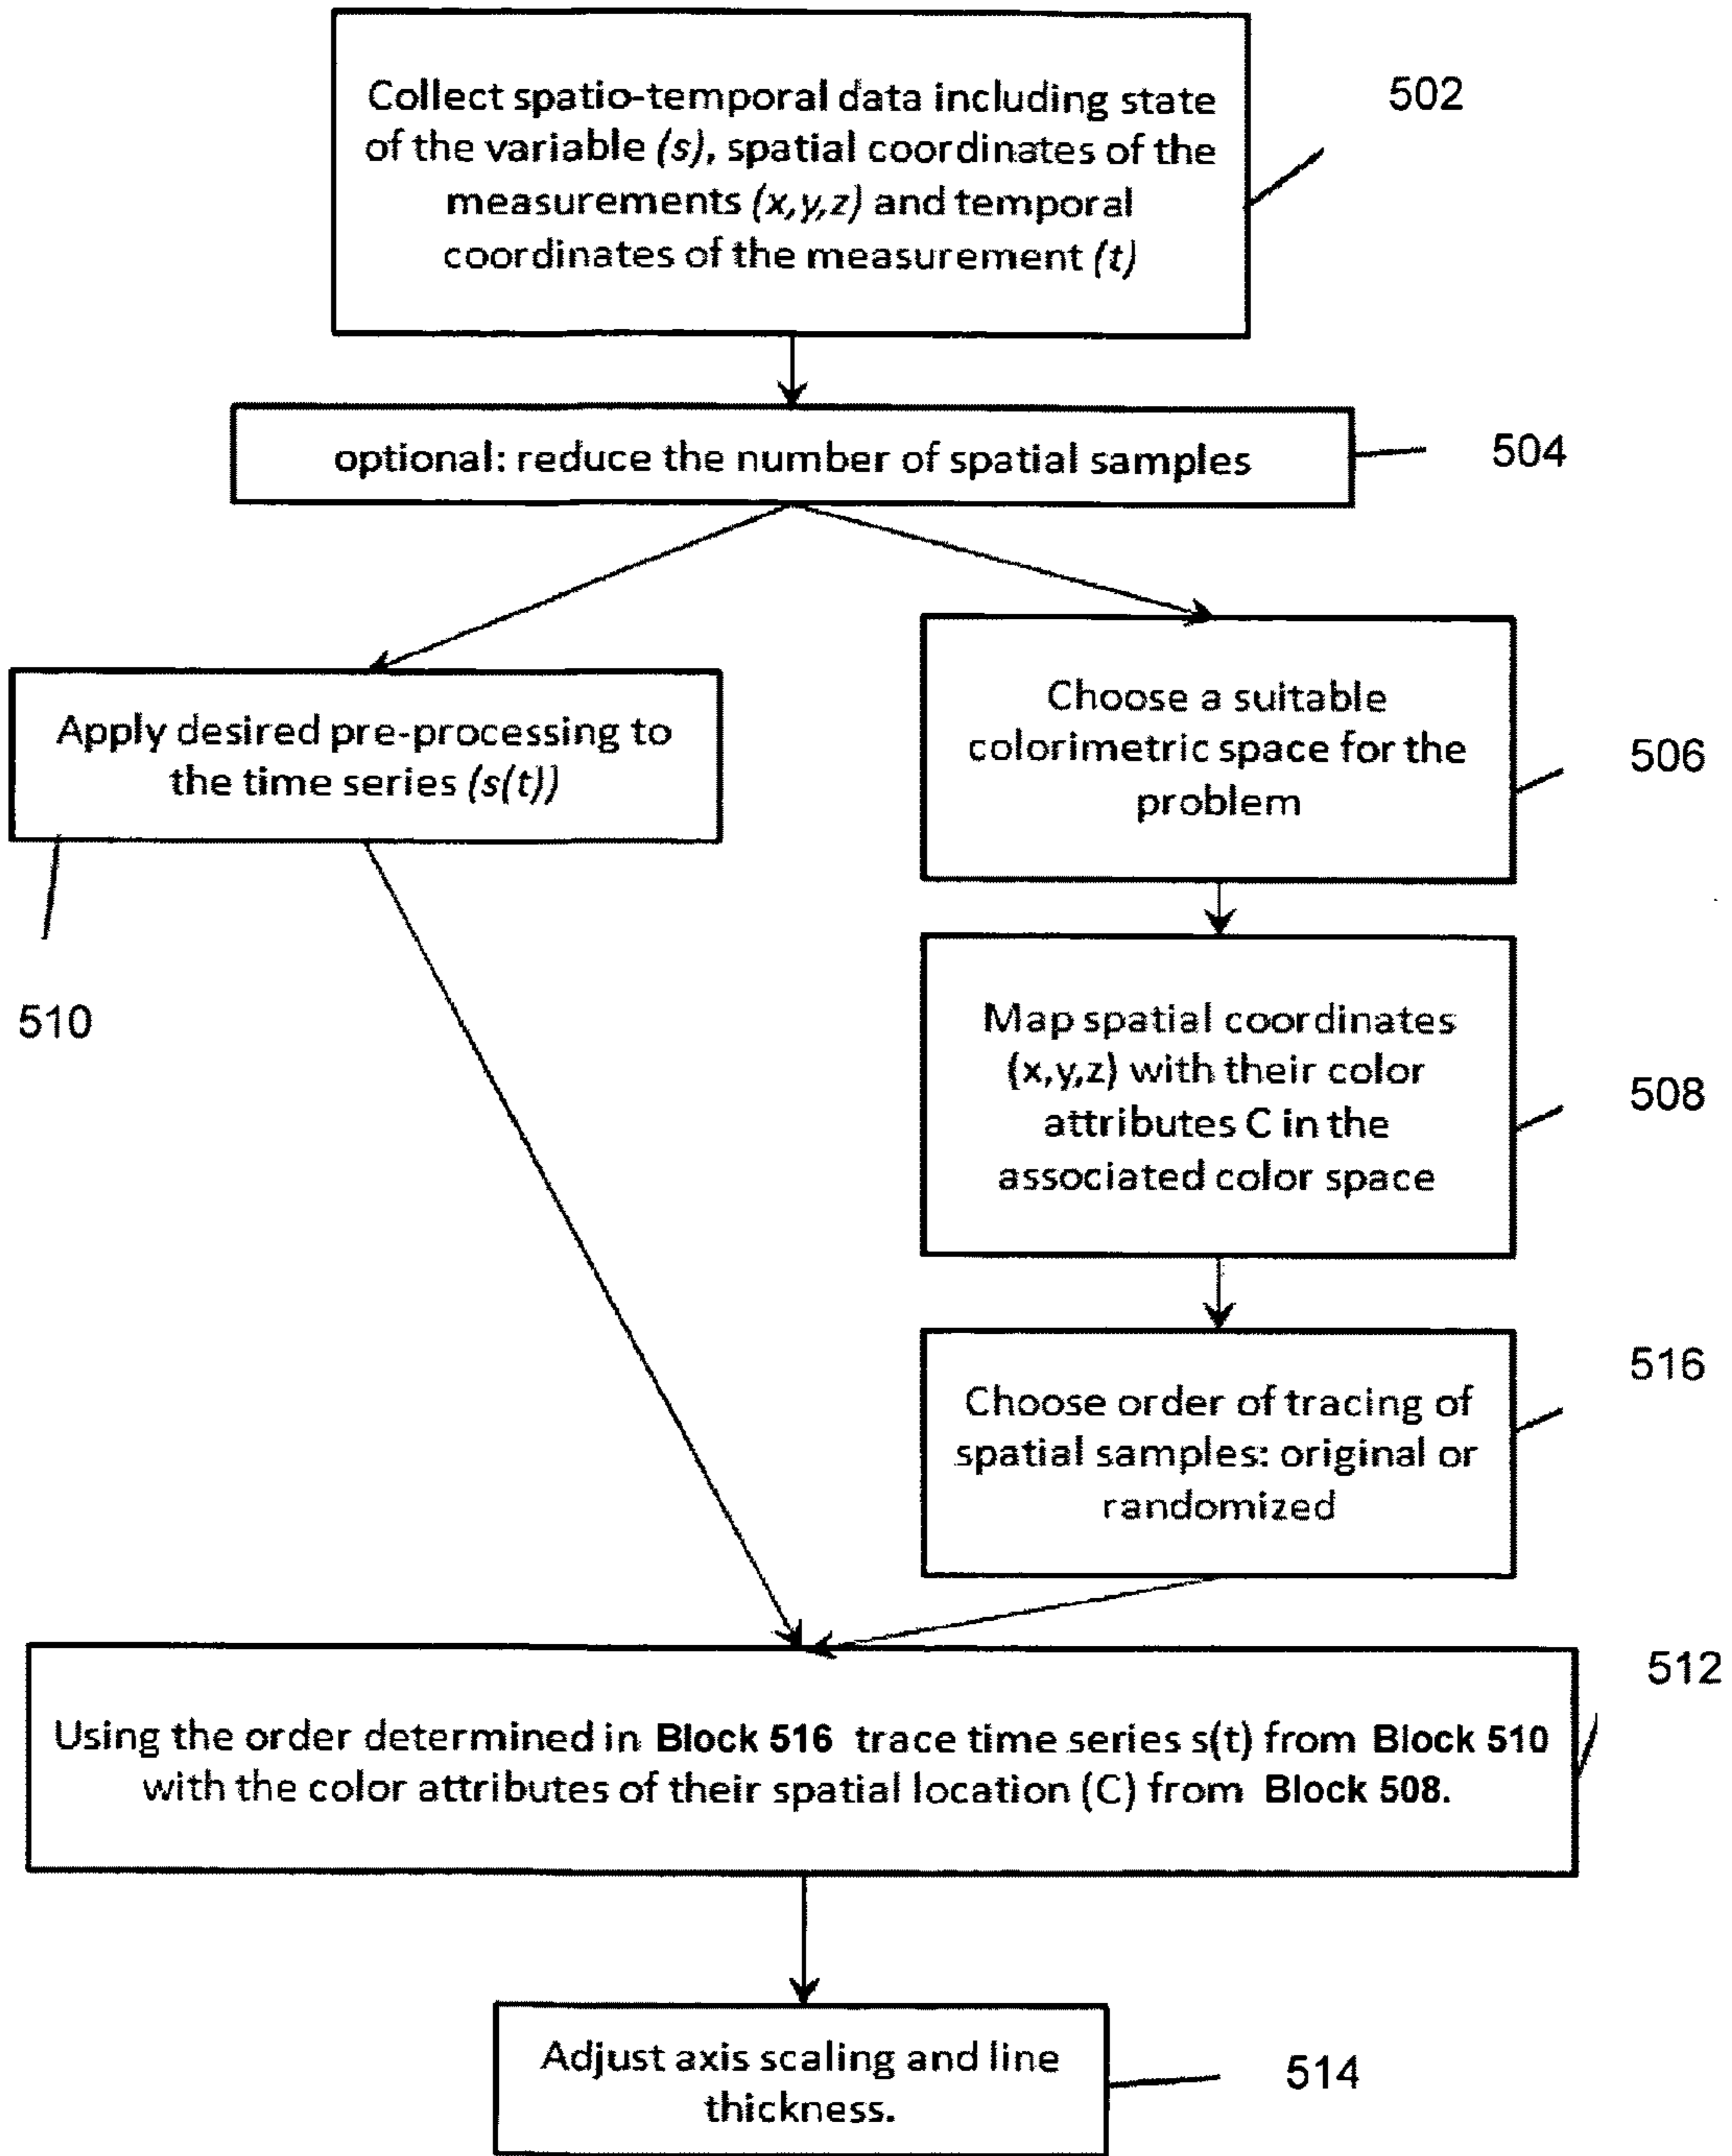 Collect spatio-temporal data including state
of the variable (s), spatial coordinates of the
measurements (x,y,z) and temporal
coordinates of the measurement (t)
502
optional: reduce the number of spatial samples
504
Apply desired pre-processing to
the time series (s(t))
510
Choose a suitable
colorimetric space for the
problem
506
Map spatial coordinates
(x,y,z) with their color
attributes C in the
associated color space
508
Choose order of tracing of
spatial samples: original or
randomized
516
Using the order determined in Block 516 trace time series s(t) from Block 510
with the color attributes of their spatial location (C) from Block 508.
512
Adjust axis scaling and line
thickness.
514